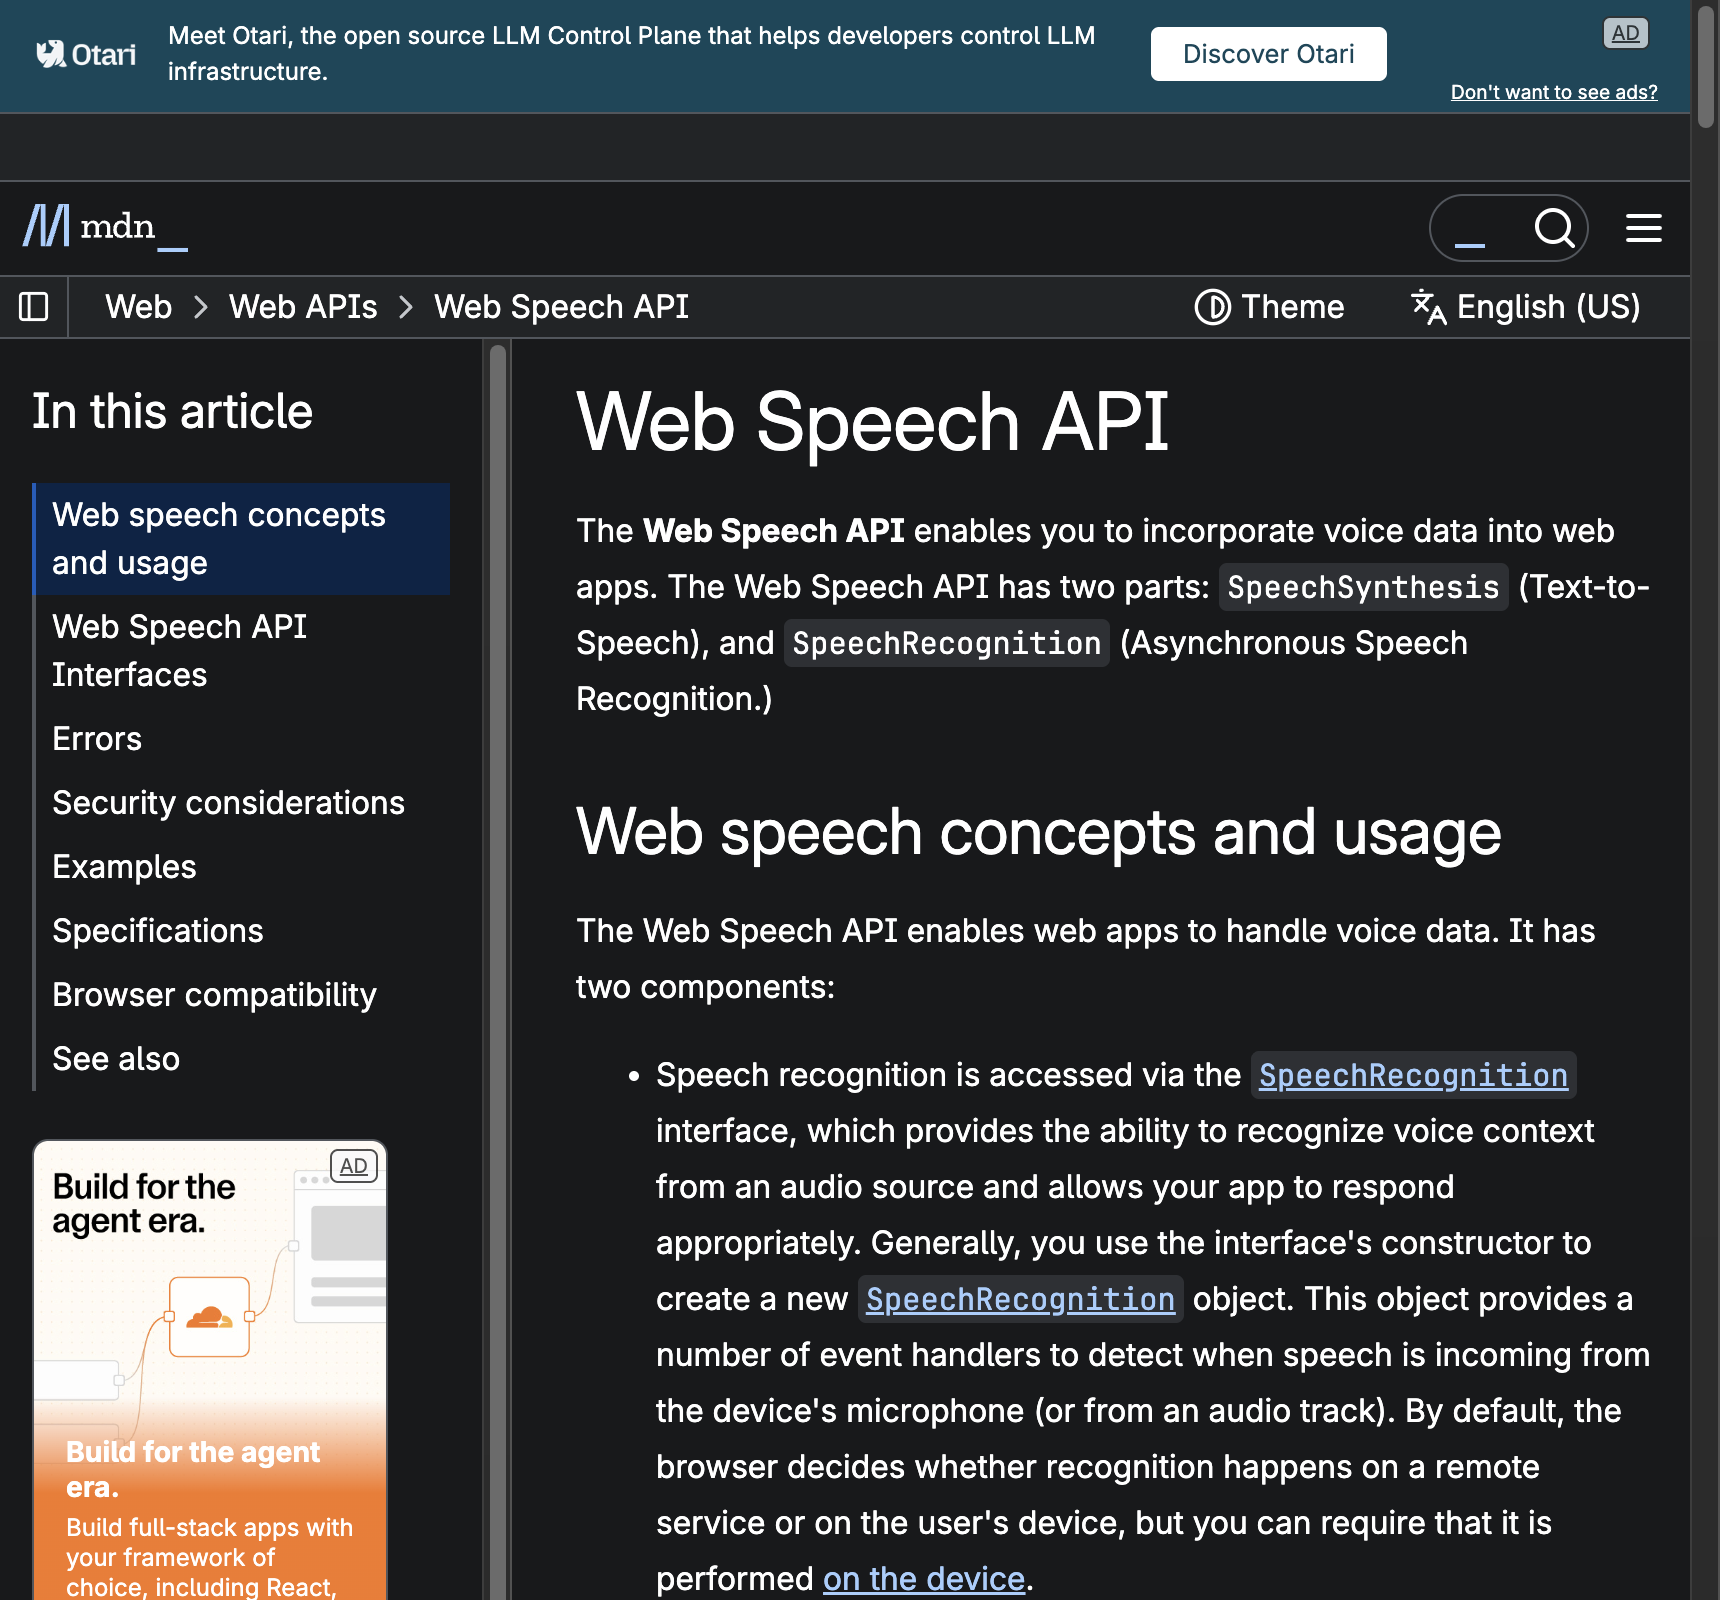 Otari
Meet Otari, the open source LLM Control Plane that helps developers control LLM
infrastructure.
Discover Otari
AD
Don't want to see ads?
mdn_
_
Web > Web APIs > Web Speech API
Theme
English (US)
In this article
Web speech concepts
and usage
Web Speech API
Interfaces
Errors
Security considerations
Examples
Specifications
Browser compatibility
See also
AD
Build for the
agent era.
Build for the agent
era.
Build full-stack apps with
your framework of
choice, including React,
Web Speech API
The Web Speech API enables you to incorporate voice data into web
apps. The Web Speech API has two parts: SpeechSynthesis (Text-to-
Speech), and SpeechRecognition (Asynchronous Speech
Recognition.)
Web speech concepts and usage
The Web Speech API enables web apps to handle voice data. It has
two components:
• Speech recognition is accessed via the SpeechRecognition
interface, which provides the ability to recognize voice context
from an audio source and allows your app to respond
appropriately. Generally, you use the interface's constructor to
create a new SpeechRecognition object. This object provides a
number of event handlers to detect when speech is incoming from
the device's microphone (or from an audio track). By default, the
browser decides whether recognition happens on a remote
service or on the user's device, but you can require that it is
performed on the device.